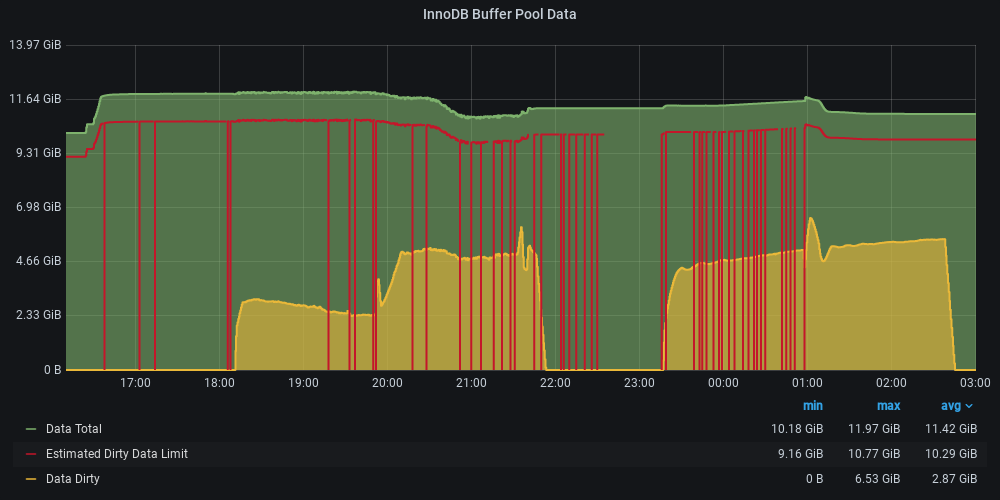 InnoDB Buffer Pool Data
13.97 GiB
11.64 GiB
9.31 GiB
6.98 GiB
4.66 GiB
2.33 GiB
0 B
17:00 18:00 19:00 20:00 21:00 22:00 23:00 00:00 01:00 02:00 03:00
min max avg
Data Total 10.18 GiB 11.97 GiB 11.42 GiB
Estimated Dirty Data Limit 9.16 GiB 10.77 GiB 10.29 GiB
Data Dirty 0 B 6.53 GiB 2.87 GiB